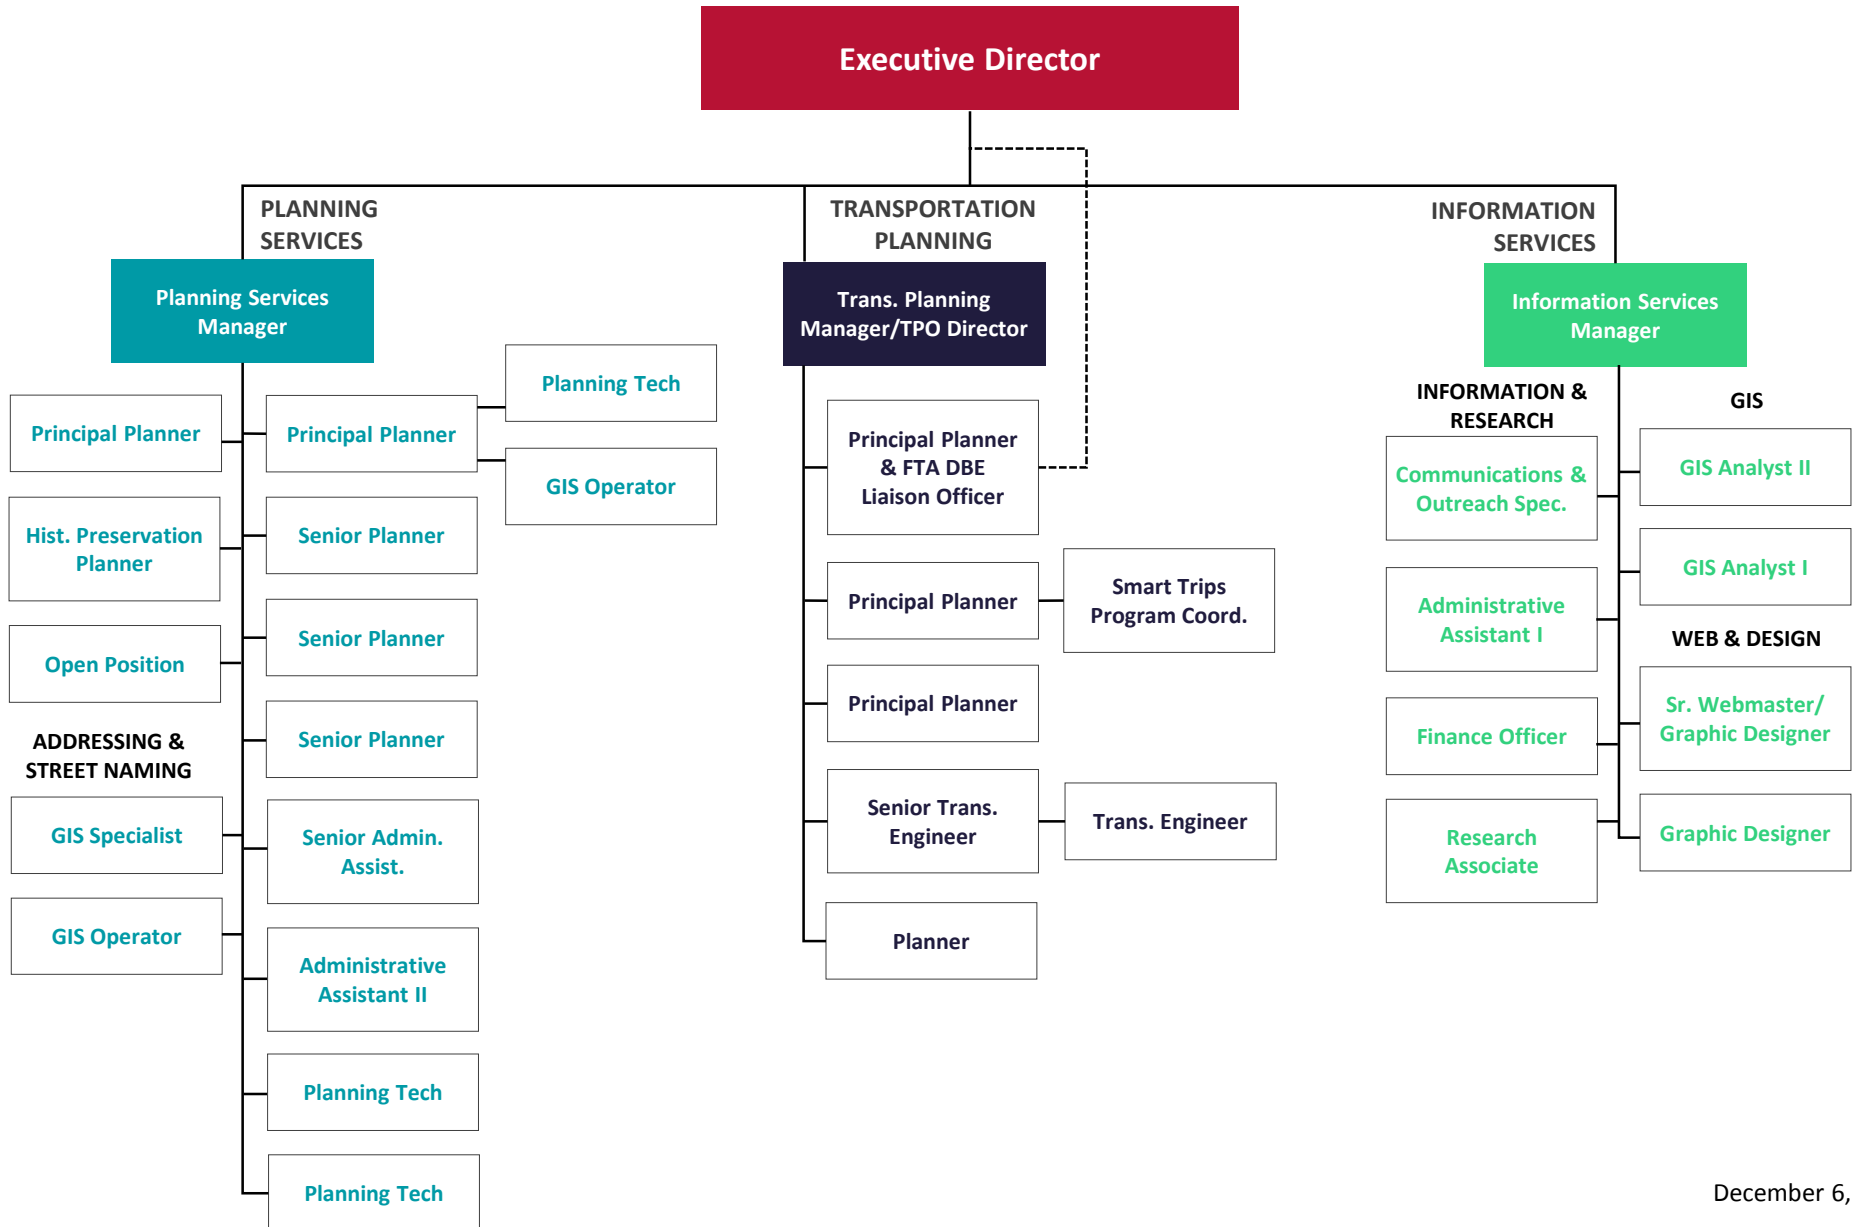 Executive Director
PLANNING
SERVICES
Planning Services
Manager
Principal Planner
Hist. Preservation
Planner
Open Position
ADDRESSING &
STREET NAMING
GIS Specialist
GIS Operator
Principal Planner
Planning Tech
GIS Operator
Senior Planner
Senior Planner
Senior Planner
Senior Admin.
Assist.
Administrative
Assistant II
Planning Tech
Planning Tech
TRANSPORTATION
PLANNING
Trans. Planning
Manager/TPO Director
Principal Planner
& FTA DBE
Liaison Officer
Principal Planner
Smart Trips
Program Coord.
Principal Planner
Senior Trans.
Engineer
Trans. Engineer
Planner
INFORMATION
SERVICES
Information Services
Manager
INFORMATION &
RESEARCH
Communications &
Outreach Spec.
Administrative
Assistant I
Finance Officer
Research
Associate
GIS
GIS Analyst II
GIS Analyst I
WEB & DESIGN
Sr. Webmaster/
Graphic Designer
Graphic Designer
December 6,